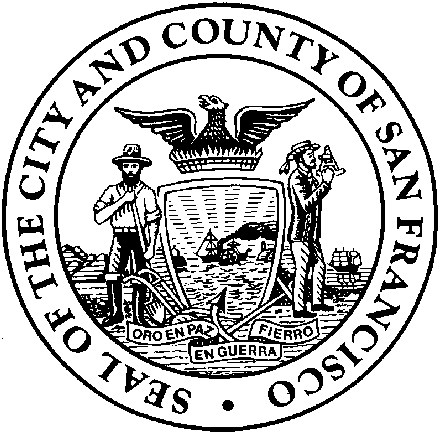 SEAL OF THE CITY AND COUNTY OF SAN FRANCISCO •
ORO EN PAZ
EN GUERRA
FIERRO